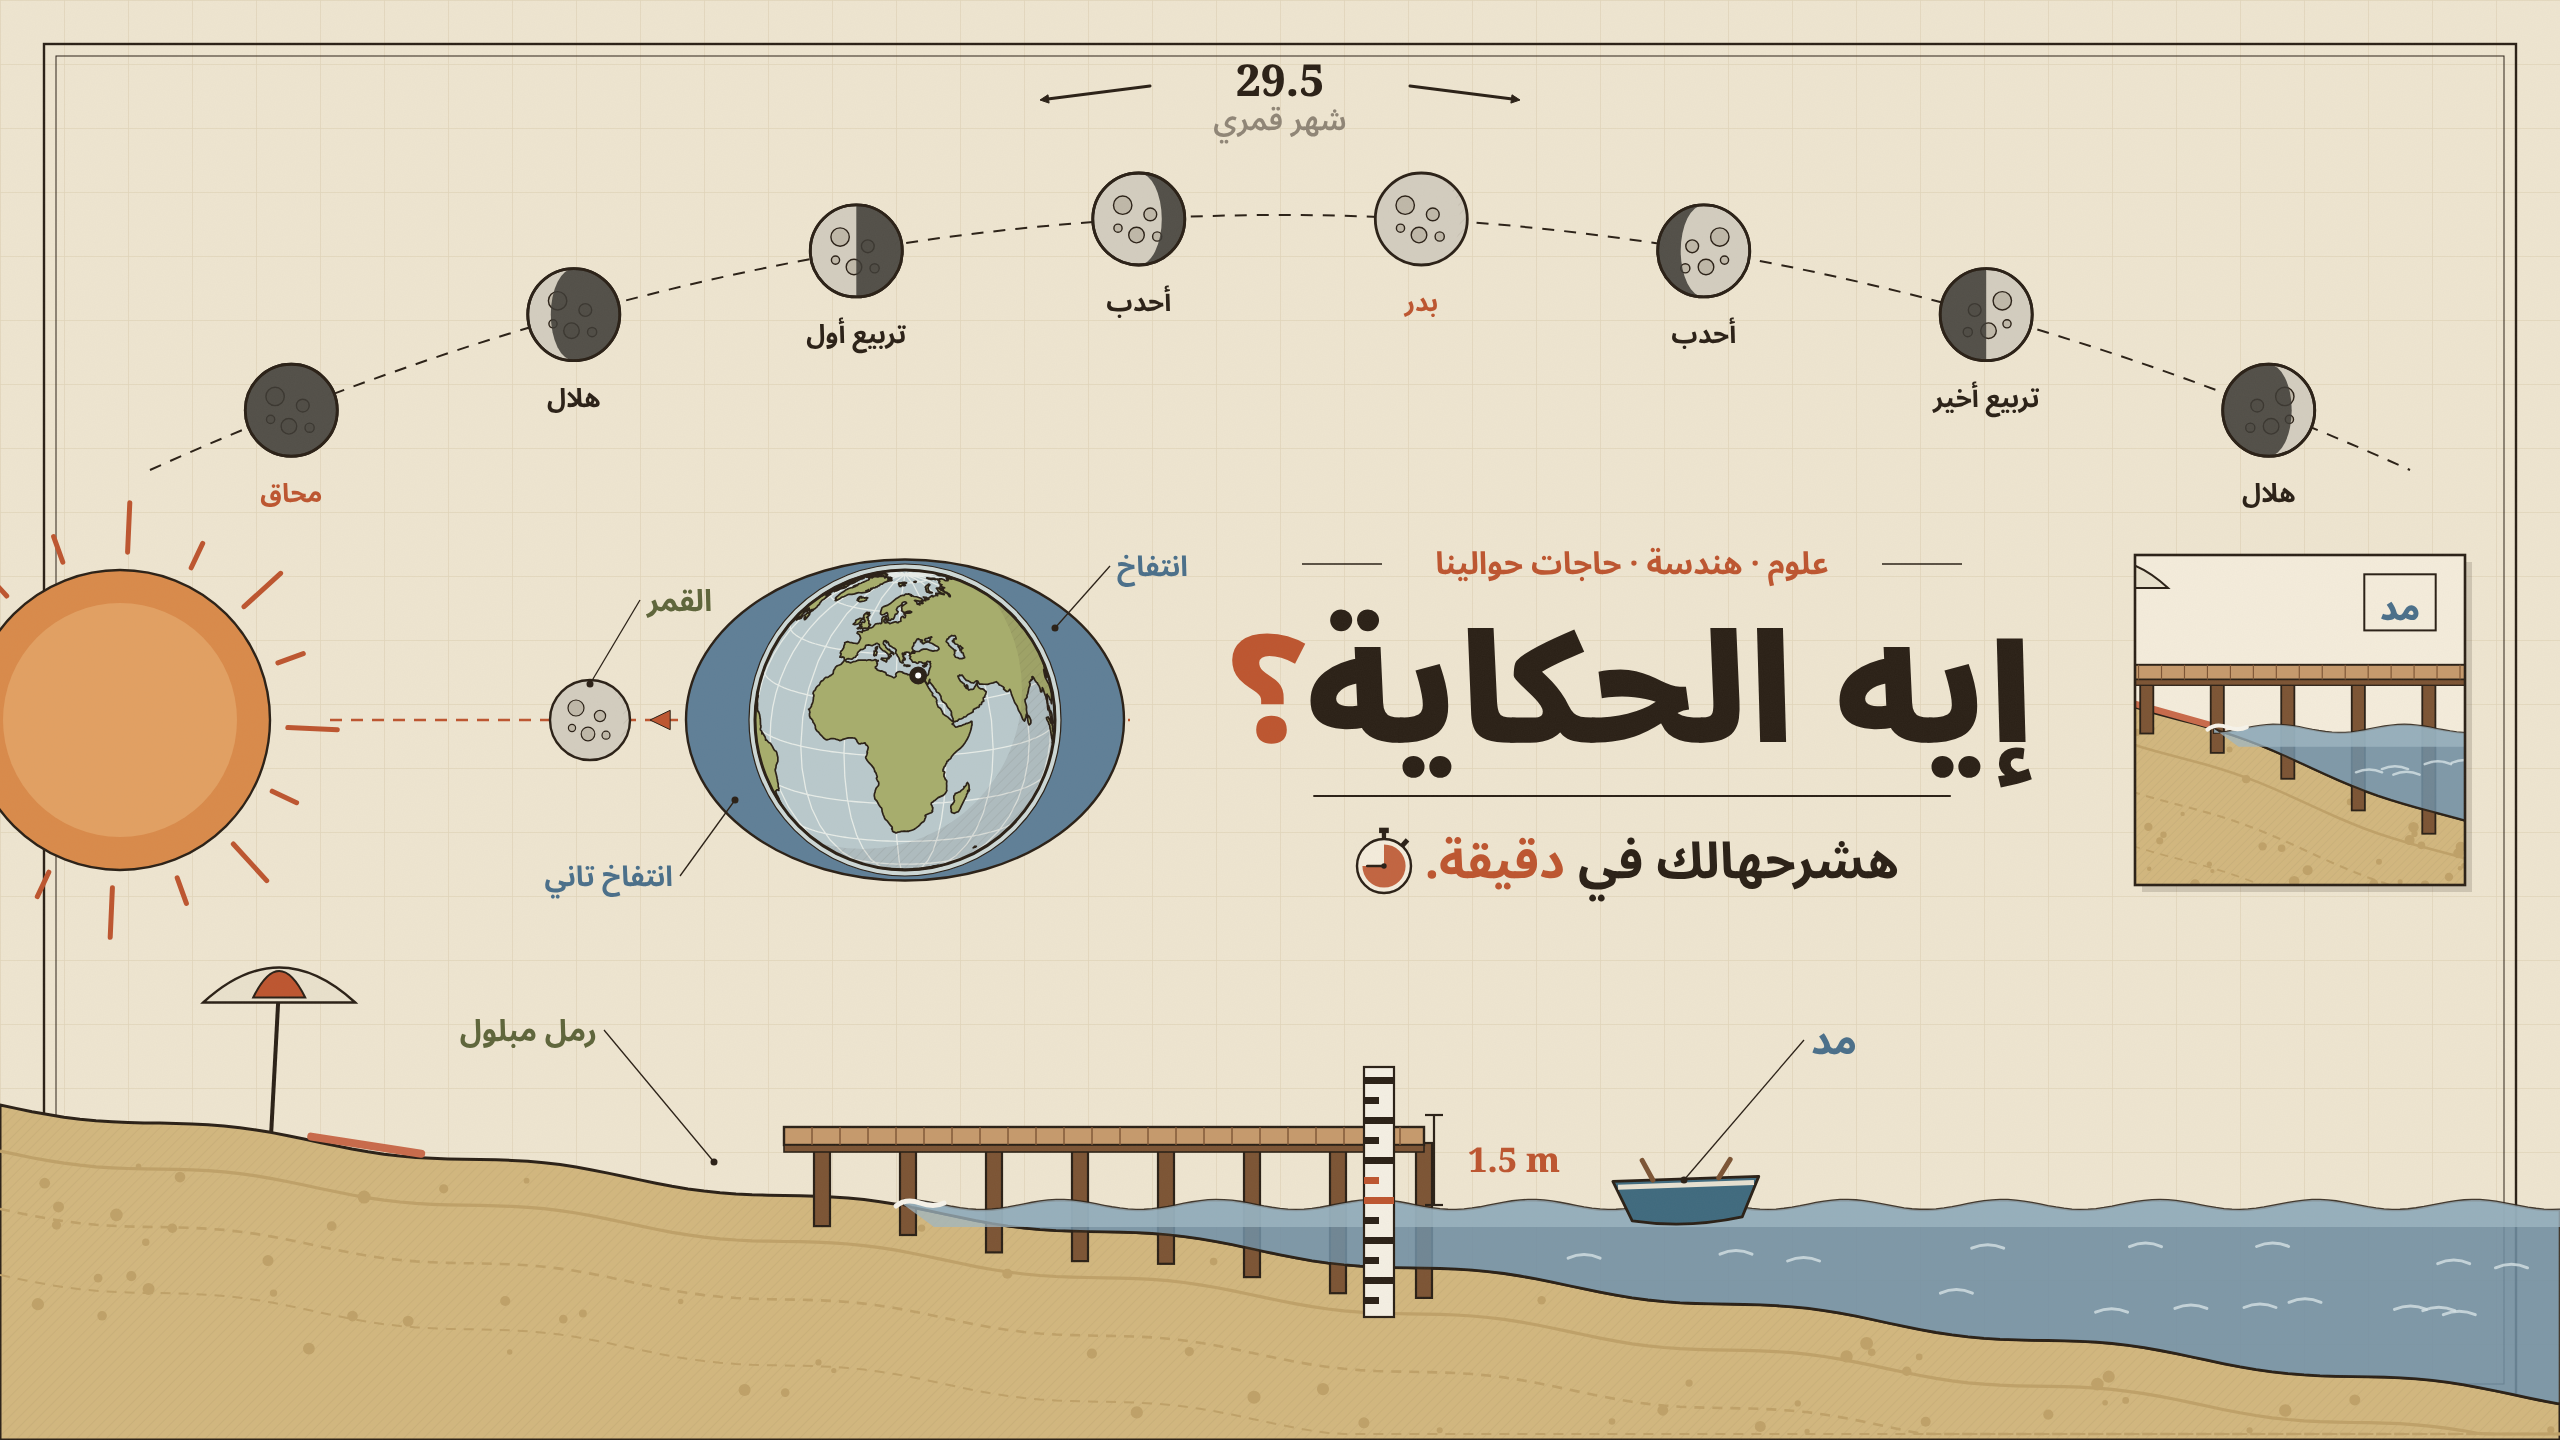 29.5
شهر قمري
أحدب
بدر
تربيع أول
أحدب
هلال
تربيع أخير
محاق
هلال
علوم · هندسة · حاجات حوالينا
إيه الحكاية؟
هشرحهالك في دقيقة.
انتفاخ
القمر
انتفاخ تاني
مد
رمل مبلول
مد
1.5 m